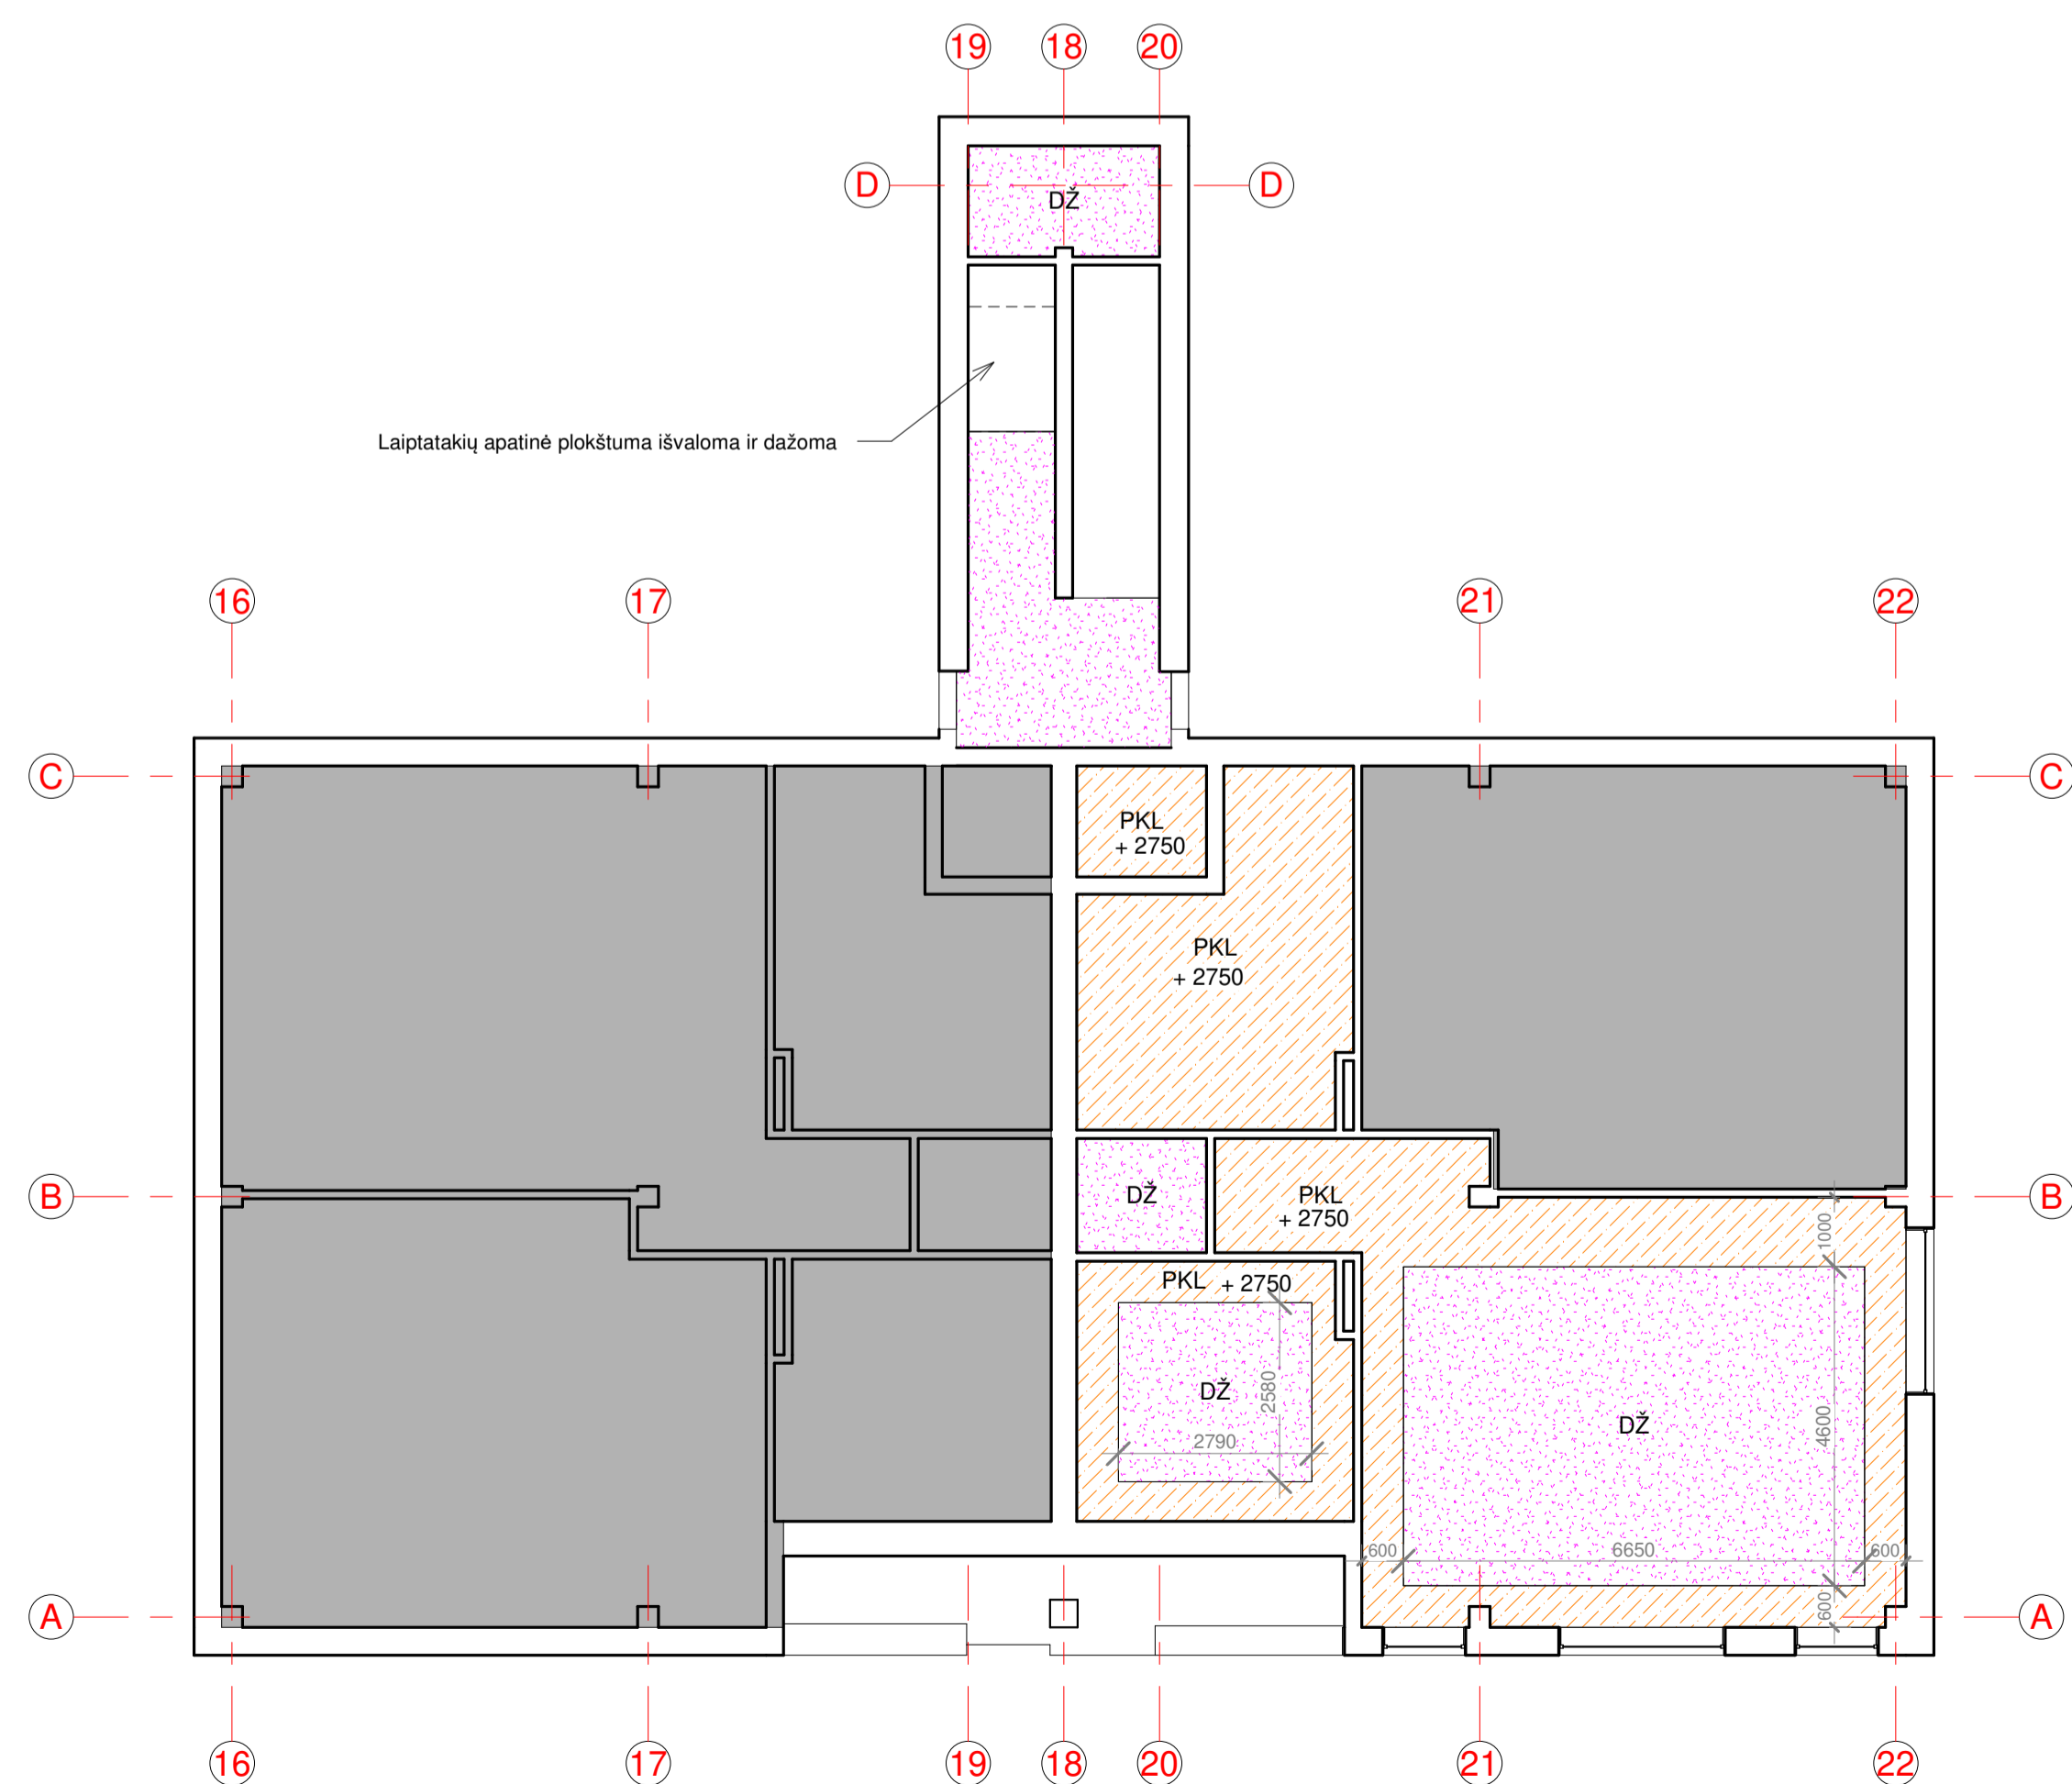 19 18 20
D D
DŽ
Laiptatakių apatinė plokštuma išvaloma ir dažoma
16 17 21 22
C C
PKL
+ 2750
PKL
+ 2750
B B
DŽ
PKL
+ 2750
1000
PKL + 2750
DŽ
2580
2790
DŽ
4600
600 6650 600
600
A A
16 17 19 18 20 21 22